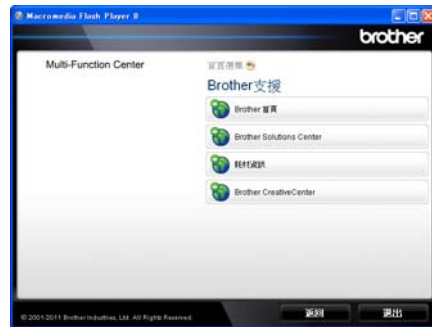 Macromedia Flash Player 8
brother
Multi-Function Center
首頁選單
Brother支援
Brother 首頁
Brother Solutions Center
耗材資訊
Brother CreativeCenter
© 2001-2011 Brother Industries, Ltd. All Rights Reserved.
返回
退出